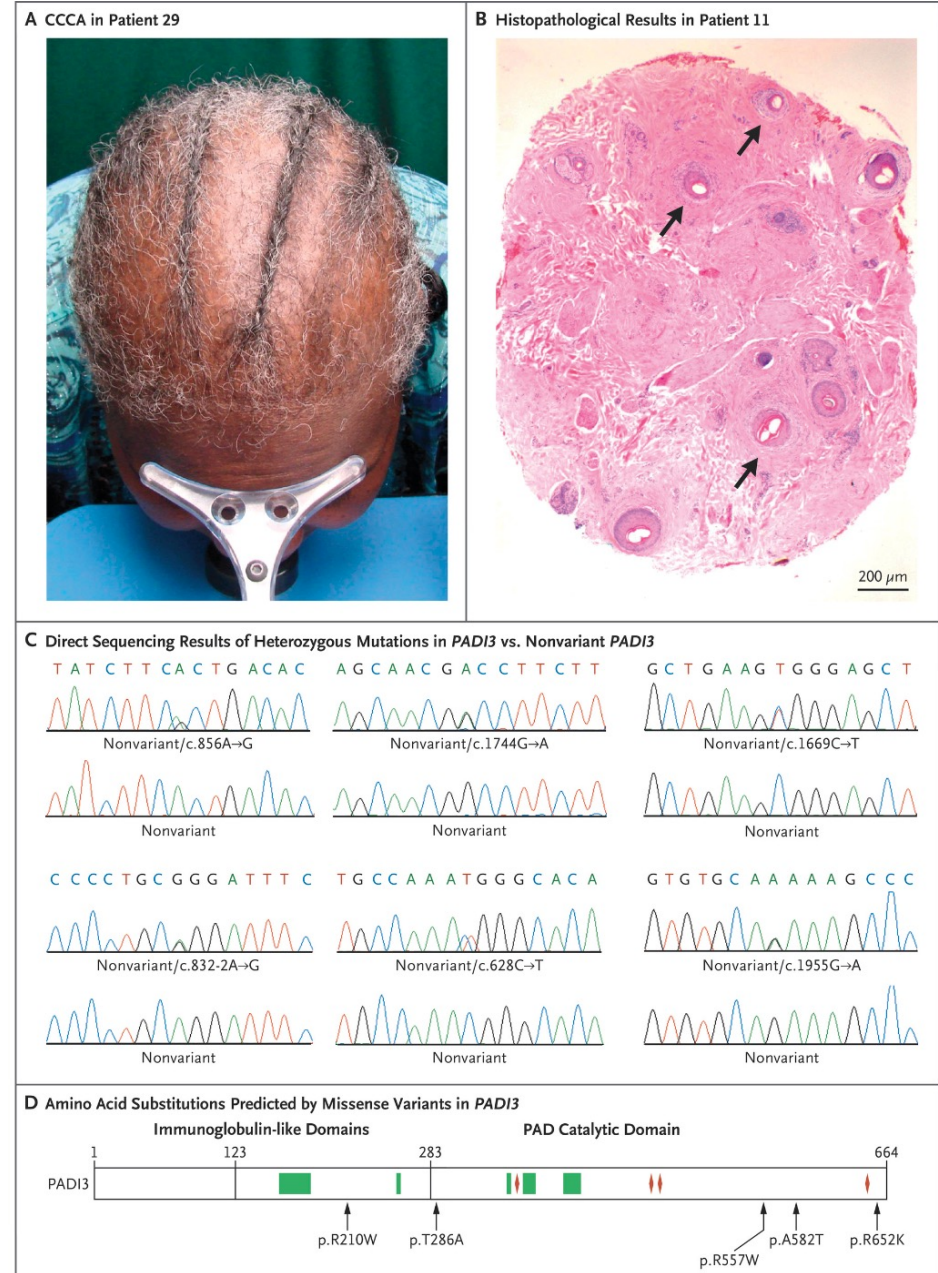 A CCCA in Patient 29
B Histopathological Results in Patient 11
200 µm
C Direct Sequencing Results of Heterozygous Mutations in PADI3 vs. Nonvariant PADI3
T A T C T T C A C T G A C A C
A G C A A C G A C C T T C T T
G C T G A A G T G G G A G C T
Nonvariant/c.856A→G
Nonvariant/c.1744G→A
Nonvariant/c.1669C→T
Nonvariant
Nonvariant
Nonvariant
C C C C T G C G G G A T T T C
T G C C A A A T G G G C A C A
G T G T G C A A A A A G C C C
Nonvariant/c.832-2A→G
Nonvariant/c.628C→T
Nonvariant/c.1955G→A
Nonvariant
Nonvariant
Nonvariant
D Amino Acid Substitutions Predicted by Missense Variants in PADI3
Immunoglobulin-like Domains
PAD Catalytic Domain
1
123
283
664
PADI3
p.R210W
p.T286A
p.R557W
p.A582T
p.R652K